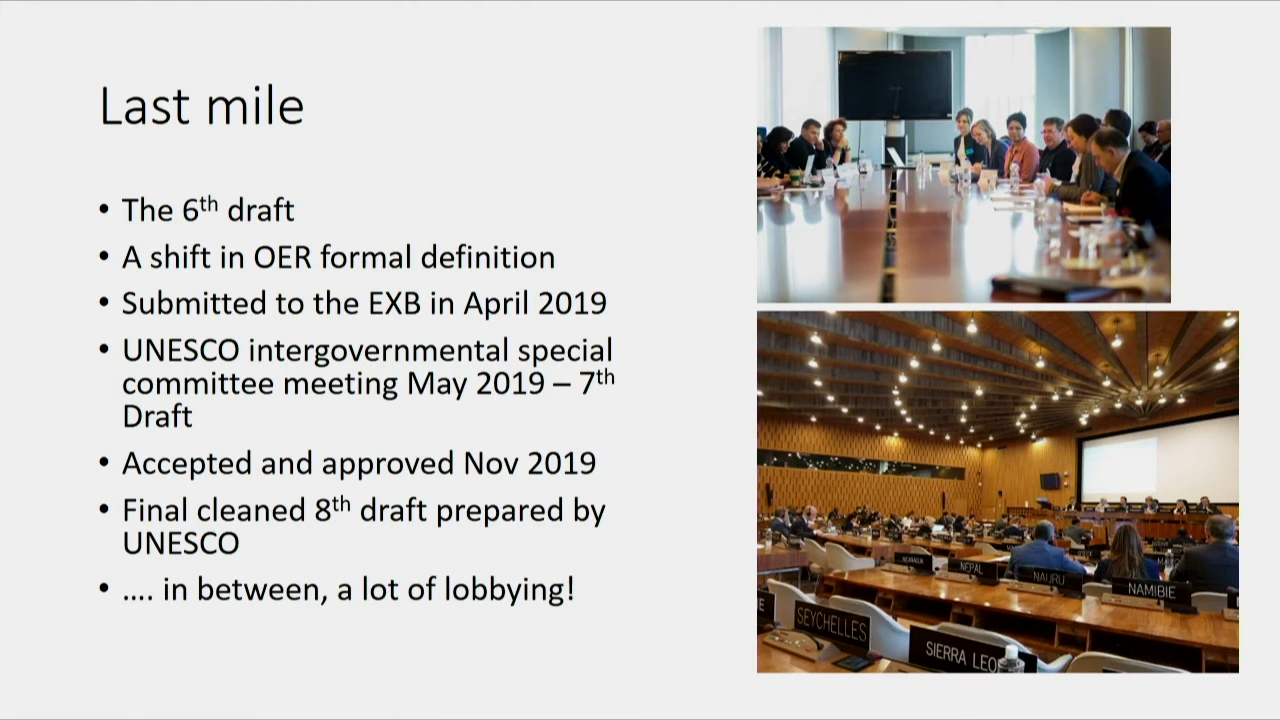 Last mile
• The 6th draft
• A shift in OER formal definition
• Submitted to the EXB in April 2019
• UNESCO intergovernmental special
committee meeting May 2019 – 7th
Draft
• Accepted and approved Nov 2019
• Final cleaned 8th draft prepared by
UNESCO
• .... in between, a lot of lobbying!
NEPAL
NAURU
NAMIBIE
SEYCHELLES
SIERRA LEO